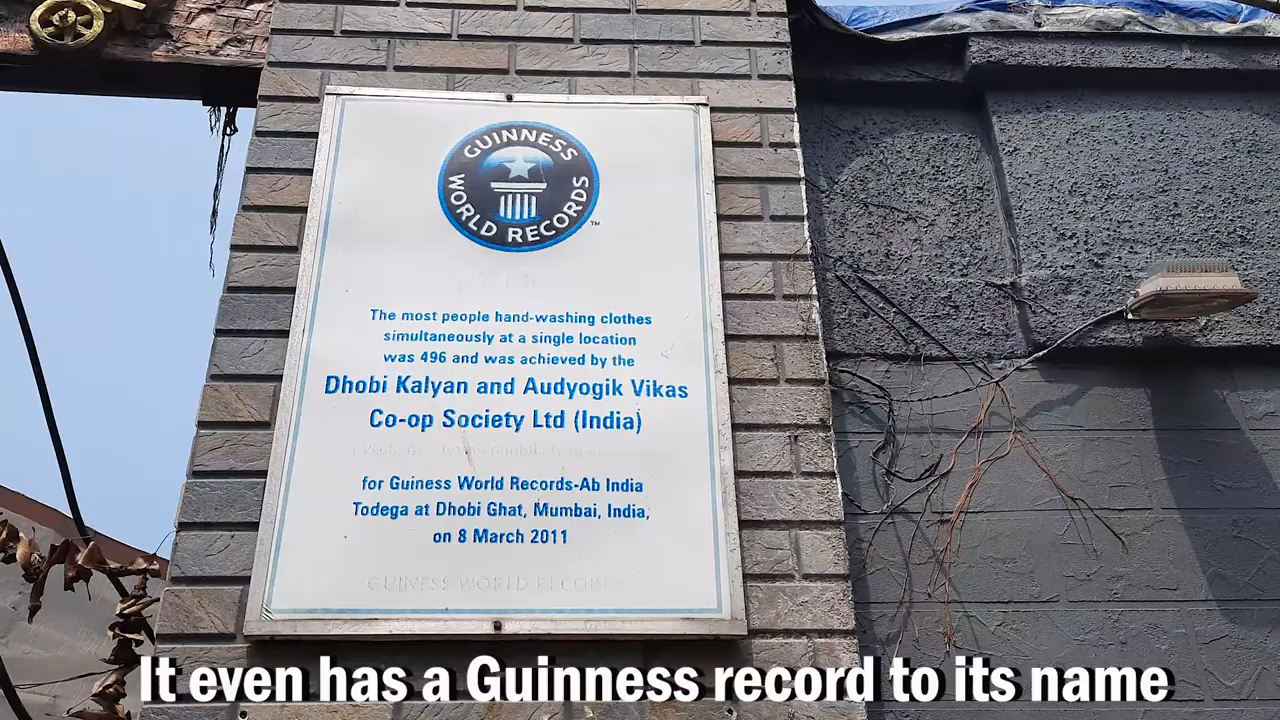 GUINNESS
WORLD RECORDS
TM
The most people hand-washing clothes
simultaneously at a single location
was 496 and was achieved by the
Dhobi Kalyan and Audyogik Vikas
Co-op Society Ltd (India)
for Guiness World Records-Ab India
Todega at Dhobi Ghat, Mumbai, India,
on 8 March 2011
GUINESS WORLD RECORDS
It even has a Guinness record to its name